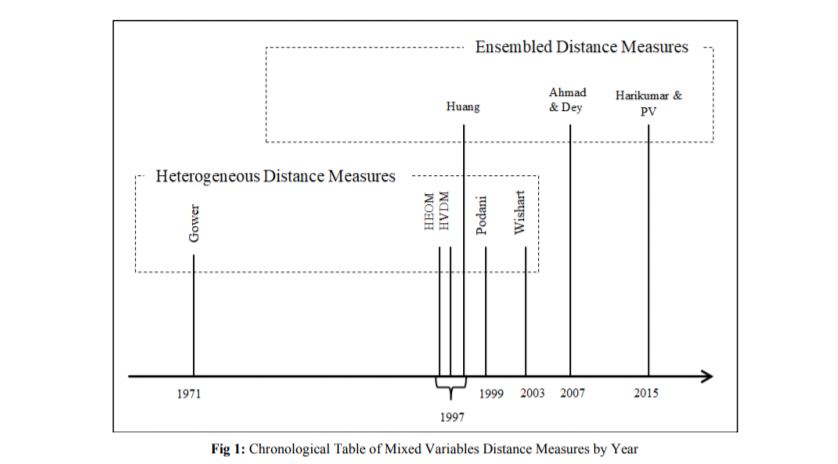 Ensembled Distance Measures
Huang
Ahmad
& Dey
Harikumar &
PV
Heterogeneous Distance Measures
Gower
HEOM
HVDM
Podani
Wishart
1971
1997
1999
2003
2007
2015
Fig 1: Chronological Table of Mixed Variables Distance Measures by Year